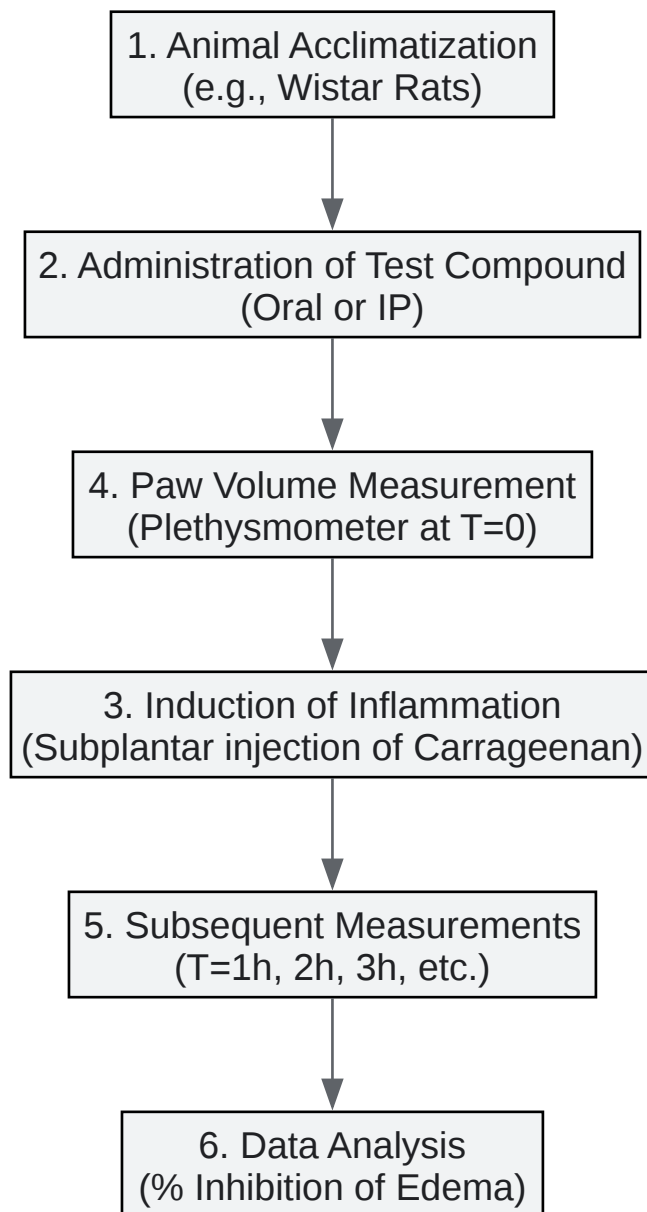 1. Animal Acclimatization
(e.g., Wistar Rats)
2. Administration of Test Compound
(Oral or IP)
4. Paw Volume Measurement
(Plethysmometer at T=0)
3. Induction of Inflammation
(Subplantar injection of Carrageenan)
5. Subsequent Measurements
(T=1h, 2h, 3h, etc.)
6. Data Analysis
(% Inhibition of Edema)